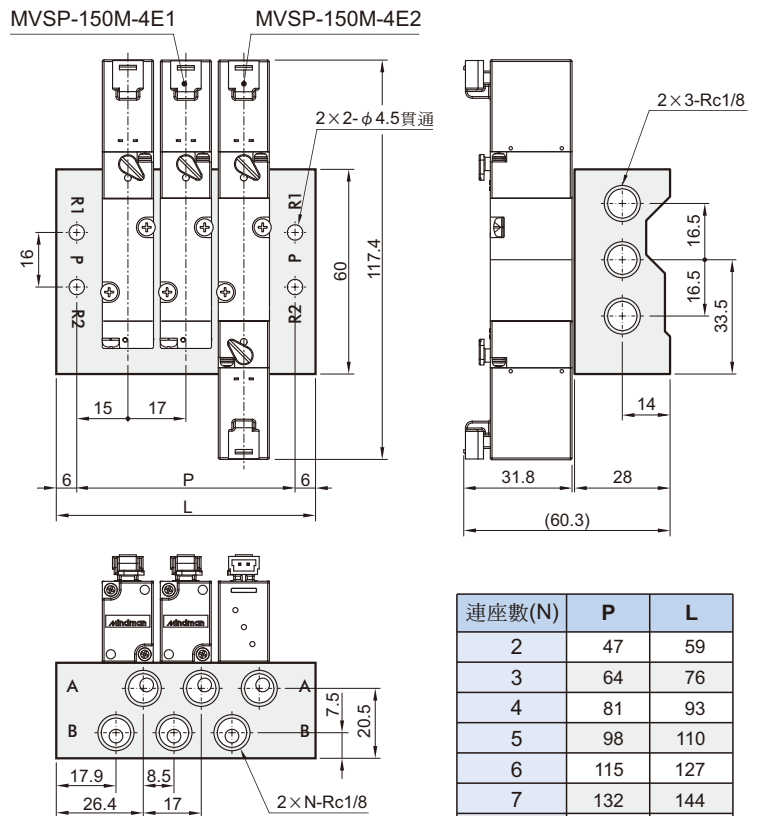 MVSP-150M-4E1
MVSP-150M-4E2
2×2-ϕ4.5貫通
R1
P
R2
R1
P
R2
16
60
117.4
15
17
6
P
6
L
2×3-Rc1/8
16.5
16.5
33.5
14
31.8
28
(60.3)
Mindman
Mindman
A
A
B
B
7.5
20.5
17.9
8.5
26.4
17
2×N-Rc1/8
連座數(N) P L
2 47 59
3 64 76
4 81 93
5 98 110
6 115 127
7 132 144